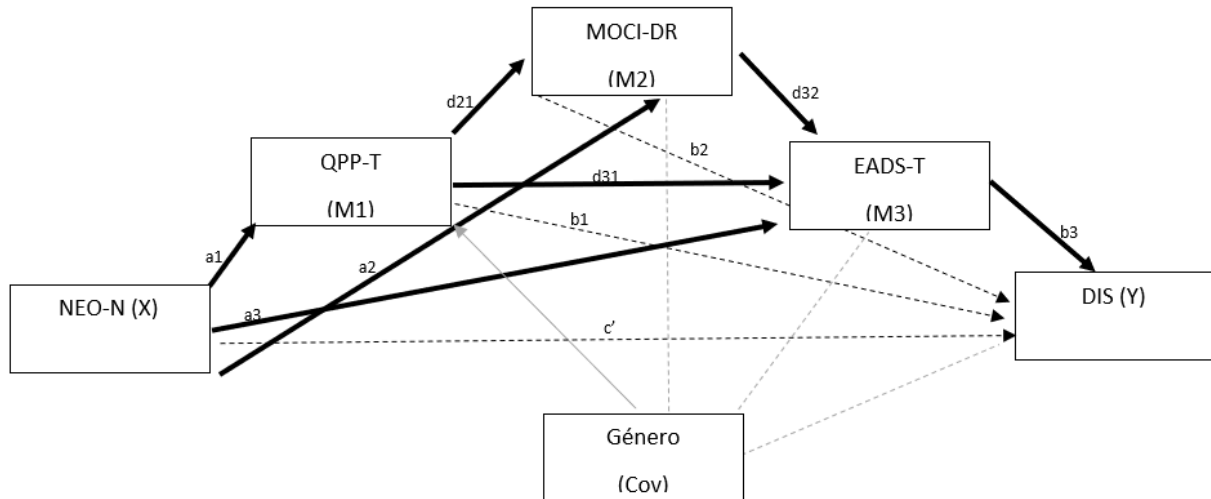 MOCI-DR
(M2)
d21
d32
QPP-T
(M1)
b2
EADS-T
(M3)
d31
b1
b3
a1
a2
NEO-N (X)
a3
c’
DIS (Y)
Género
(Cov)